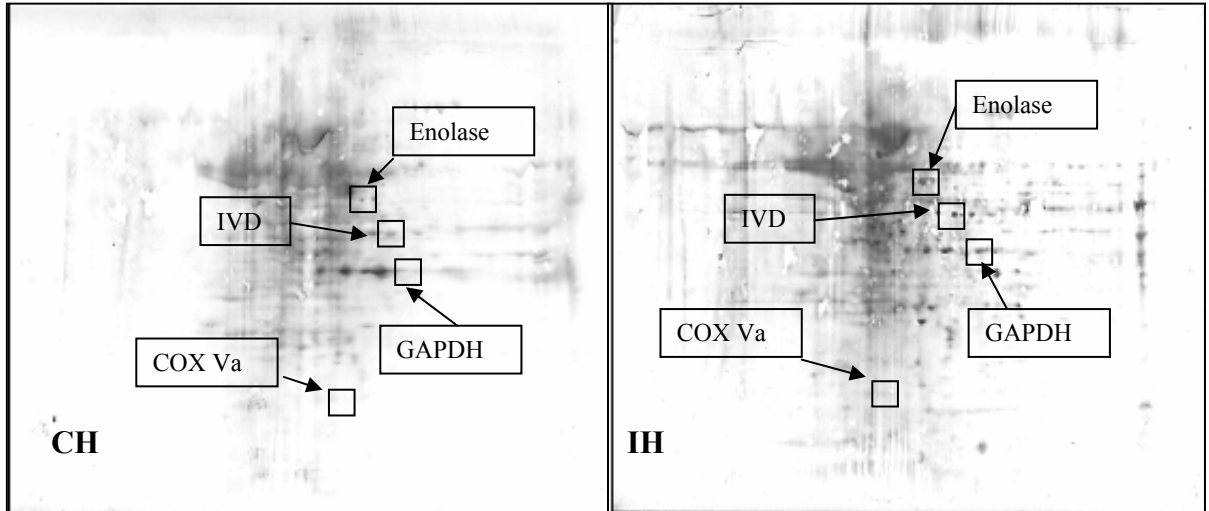 Enolase
IVD
GAPDH
COX Va
CH
Enolase
IVD
GAPDH
COX Va
IH